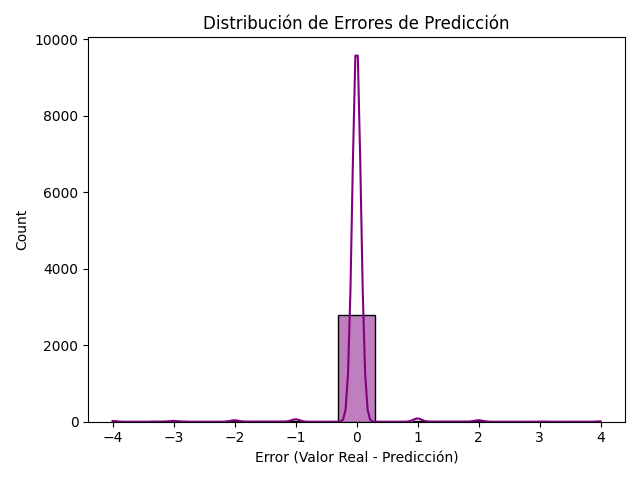 Distribución de Errores de Predicción
10000
8000
6000
4000
2000
0
Count
−4 −3 −2 −1 0 1 2 3 4
Error (Valor Real - Predicción)